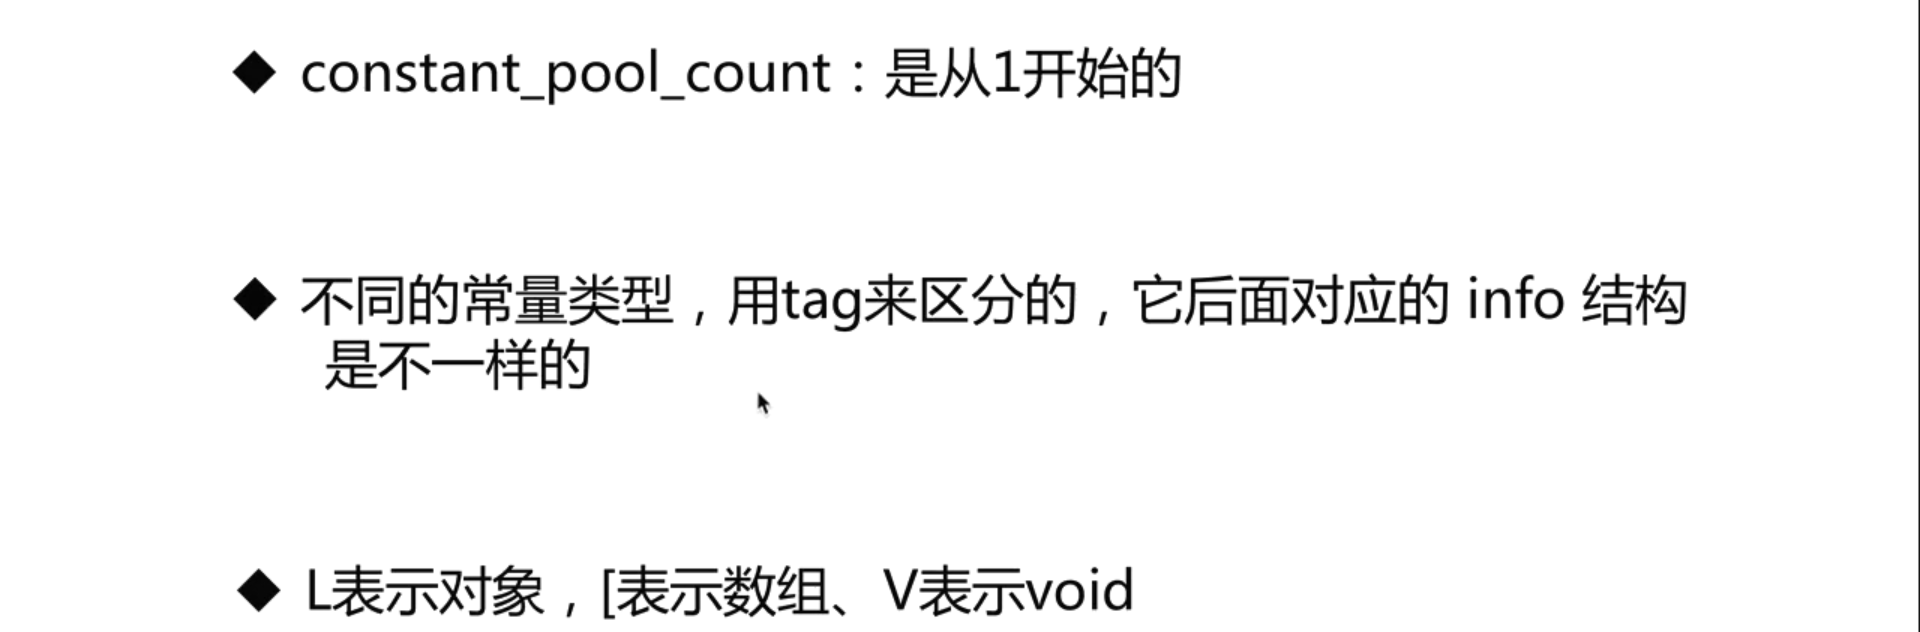 ◆ constant_pool_count：是从1开始的
◆ 不同的常量类型，用tag来区分的，它后面对应的 info 结构
是不一样的
◆ L表示对象，[表示数组、V表示void